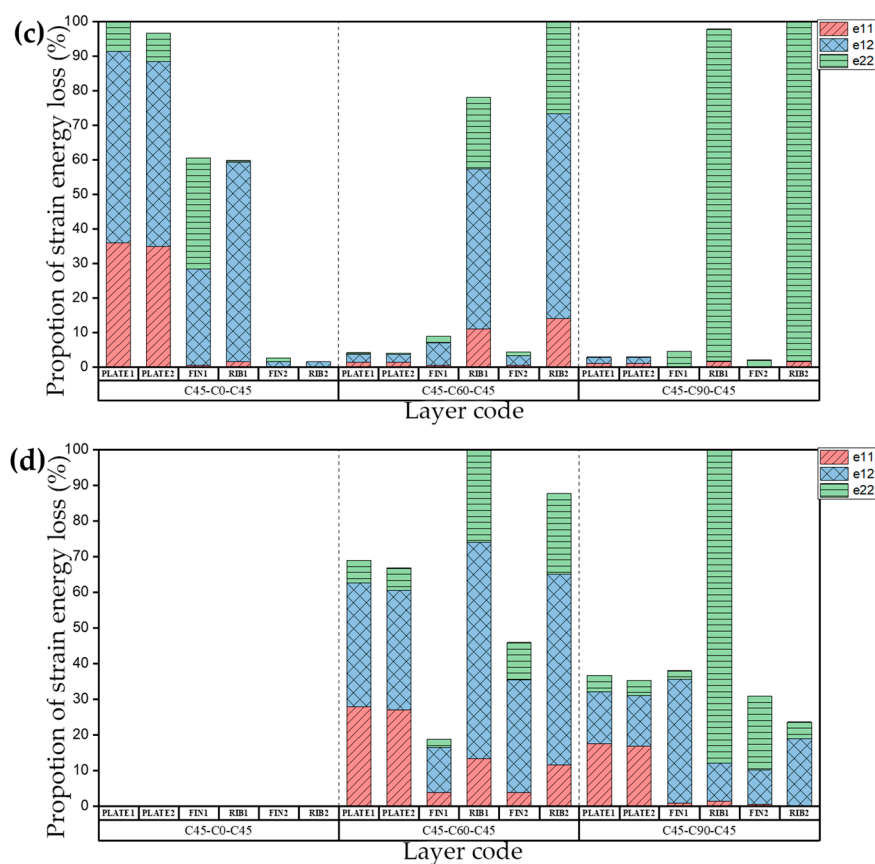 (c)
Propotion of strain energy loss (%)
100
90
80
70
60
50
40
30
20
10
0
e11
e12
e22
PLATE1 PLATE2 FIN1 RIB1 FIN2 RIB2 PLATE1 PLATE2 FIN1 RIB1 FIN2 RIB2 PLATE1 PLATE2 FIN1 RIB1 FIN2 RIB2
C45-C0-C45 C45-C60-C45 C45-C90-C45
Layer code
(d)
Propotion of strain energy loss (%)
100
90
80
70
60
50
40
30
20
10
0
e11
e12
e22
PLATE1 PLATE2 FIN1 RIB1 FIN2 RIB2 PLATE1 PLATE2 FIN1 RIB1 FIN2 RIB2 PLATE1 PLATE2 FIN1 RIB1 FIN2 RIB2
C45-C0-C45 C45-C60-C45 C45-C90-C45
Layer code